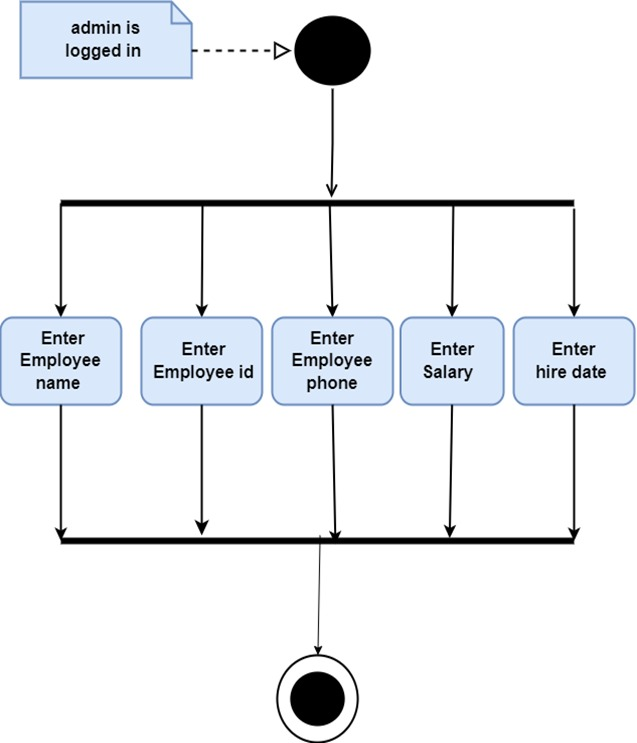 admin is
logged in
Enter
Employee
name
Enter
Employee id
Enter
Employee
phone
Enter
Salary
Enter
hire date